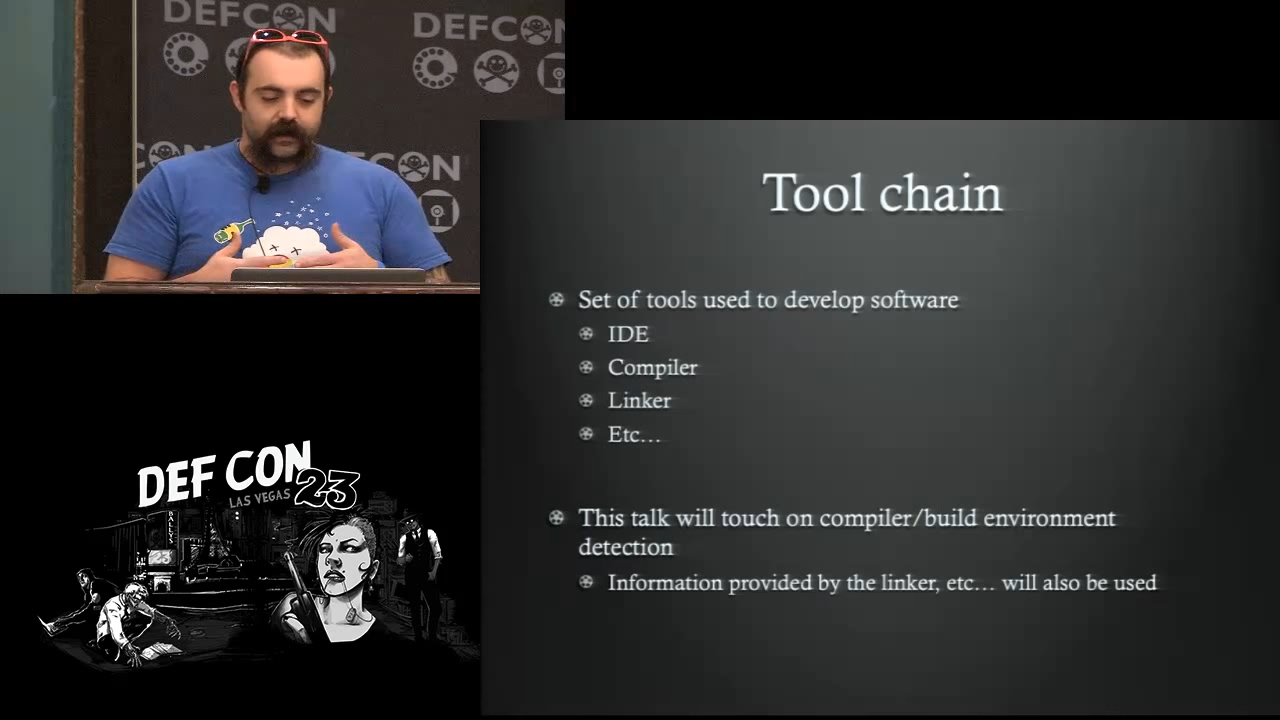 DEFCON
DEFCON
DEFCON
Tool chain
Set of tools used to develop software
IDE
Compiler
Linker
Etc...
This talk will touch on compiler/build environment
detection
Information provided by the linker, etc... will also be used
DEF CON
LAS VEGAS 23
BALLYS